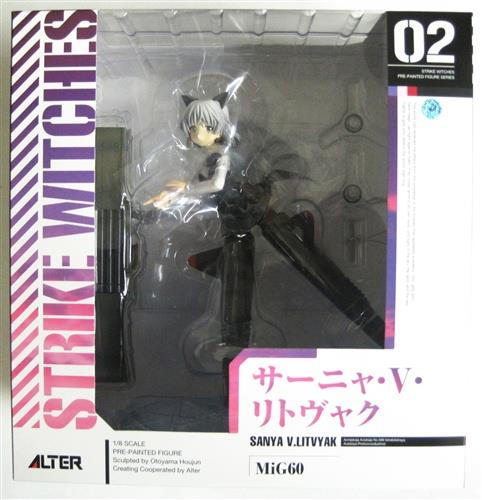 STRIKE WITCHES
02
STRIKE WITCHES
PRE-PAINTED FIGURE SERIES
サーニャ・V・
リトヴャク
SANYA V.LITVYAK
MiG60
ALTER
1/8 SCALE
PRE-PAINTED FIGURE
Sculpted by Otoyama Houjun
Creating Cooperated by Alter